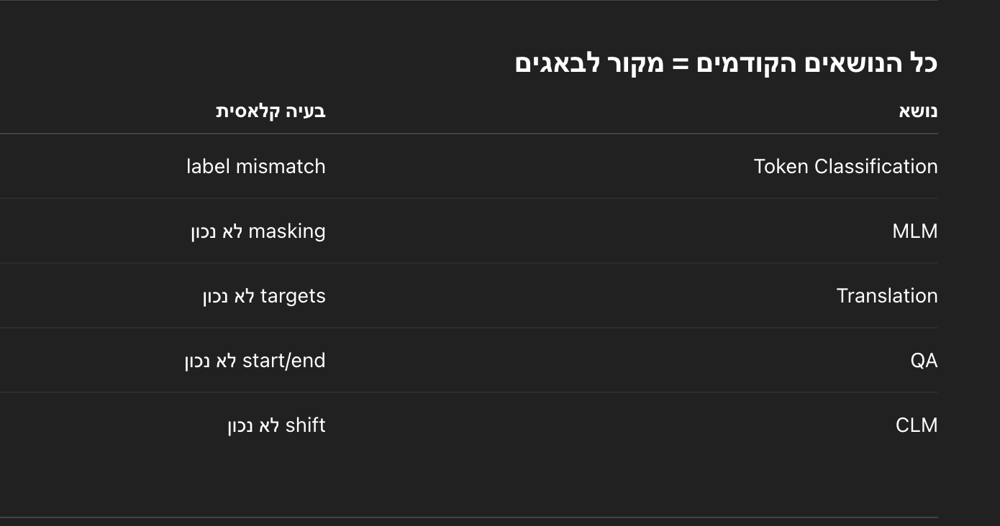 כל הנושאים הקודמים = מקור לבאגים
נושא בעיה קלאסית
Token Classification label mismatch
MLM masking לא נכון
Translation targets לא נכון
QA start/end לא נכון
CLM shift לא נכון